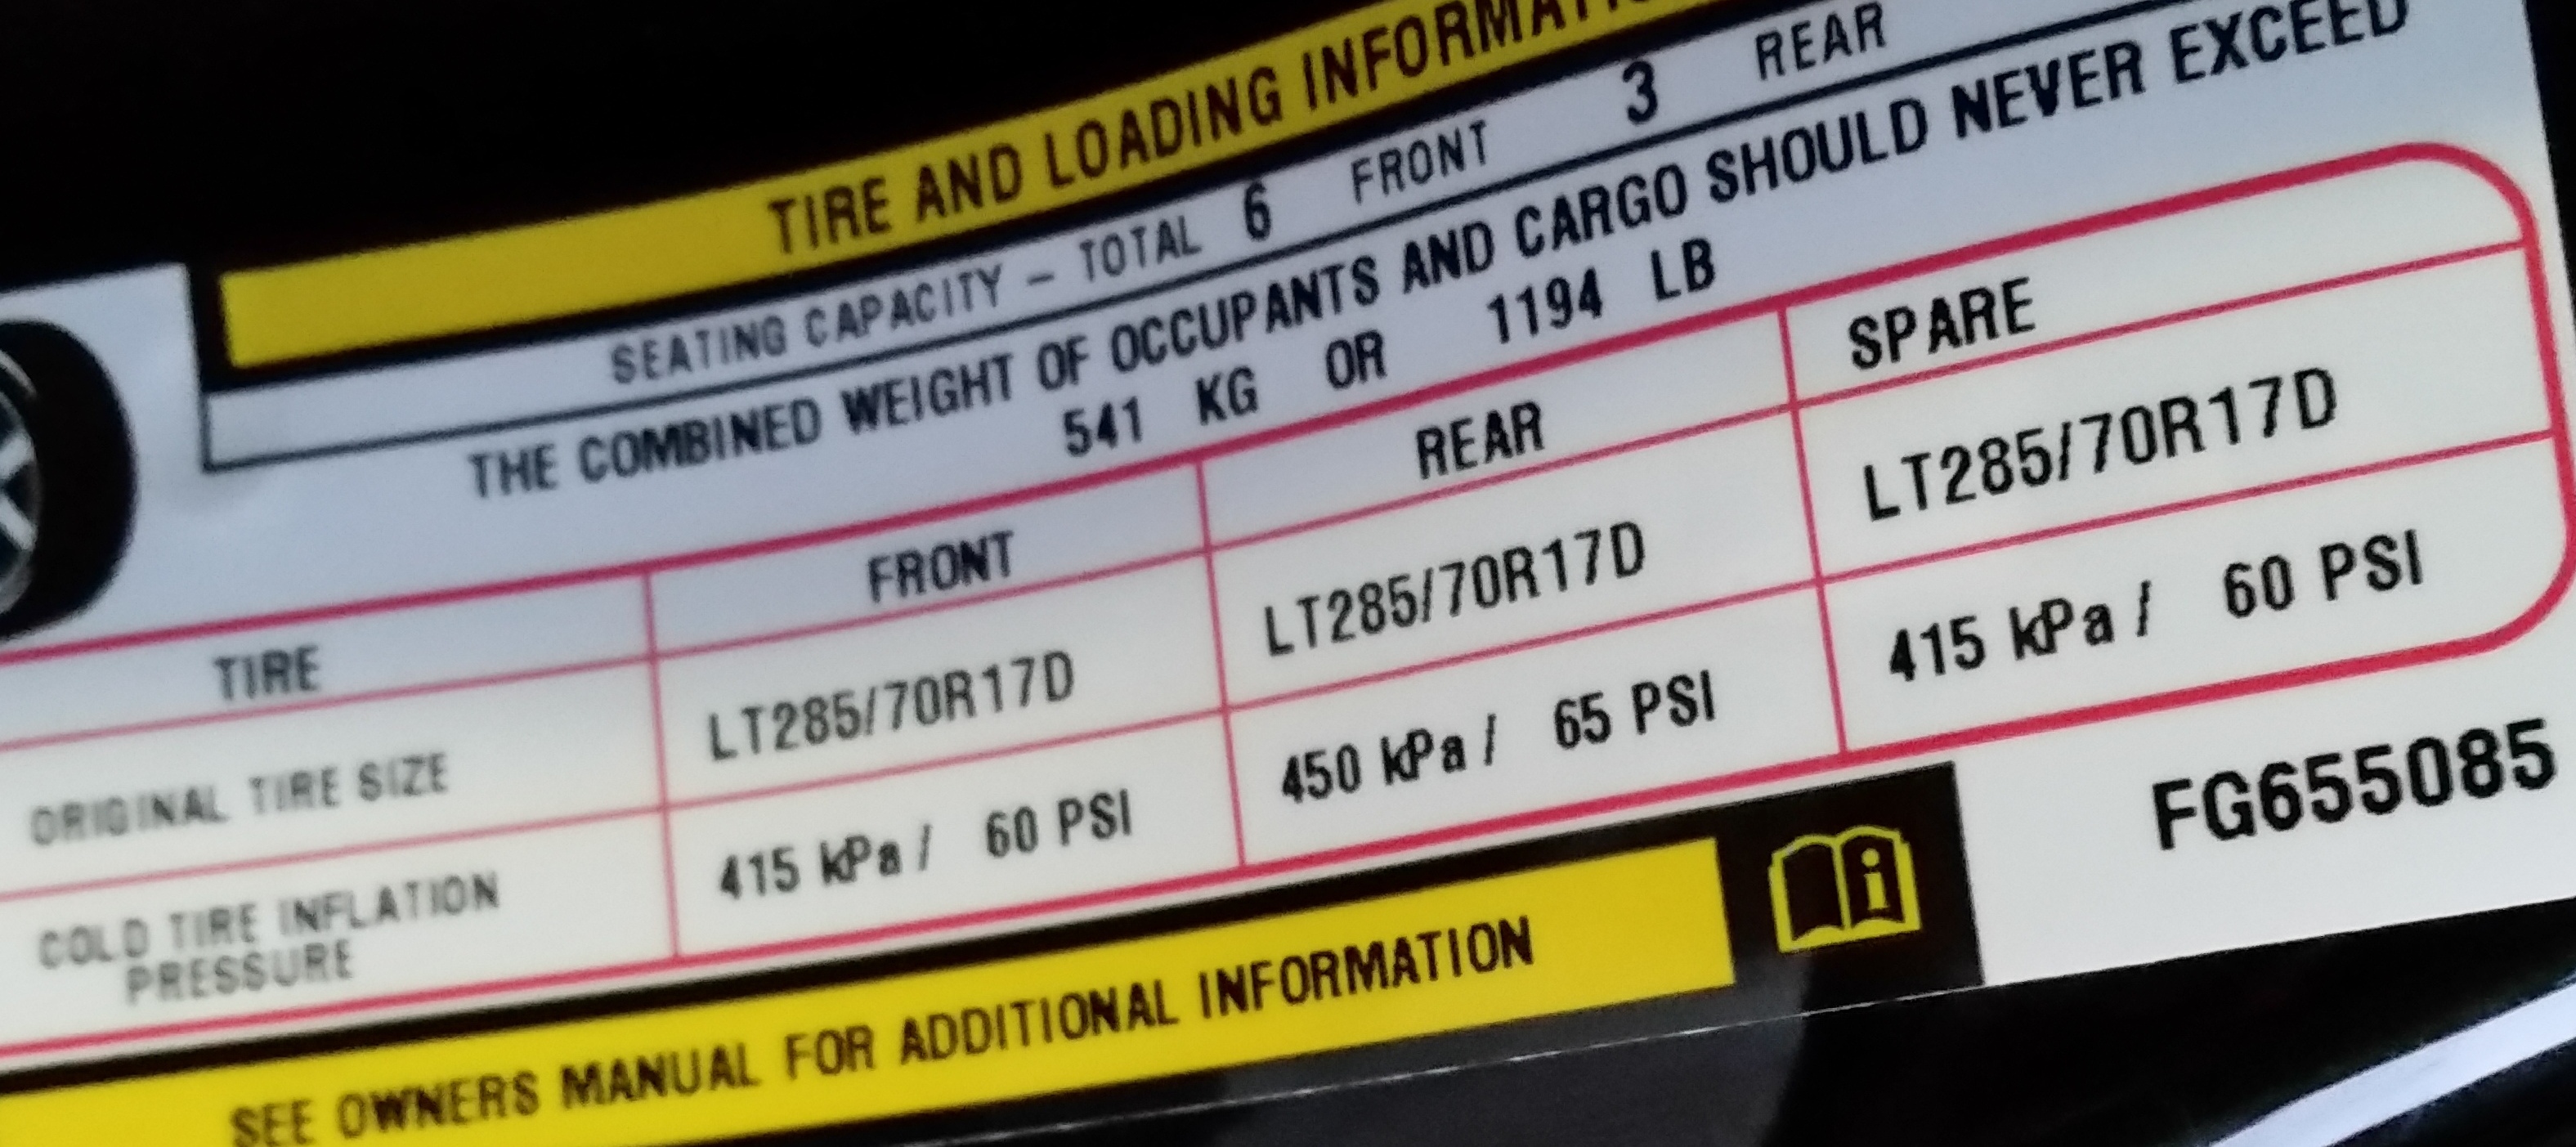 TIRE AND LOADING
SEATING CAPACITY – TOTAL 6 FRONT 3 REAR
THE COMBINED WEIGHT OF OCCUPANTS AND CARGO SHOULD NEVER EXCEED
541 KG OR 1194 LB
TIRE FRONT REAR SPARE
ORIGINAL TIRE SIZE LT285/70R17D LT285/70R17D LT285/70R17D
COLD TIRE INFLATION
PRESSURE 415 kPa / 60 PSI 450 kPa / 65 PSI 415 kPa / 60 PSI
SEE OWNERS MANUAL FOR ADDITIONAL INFORMATION
FG655085